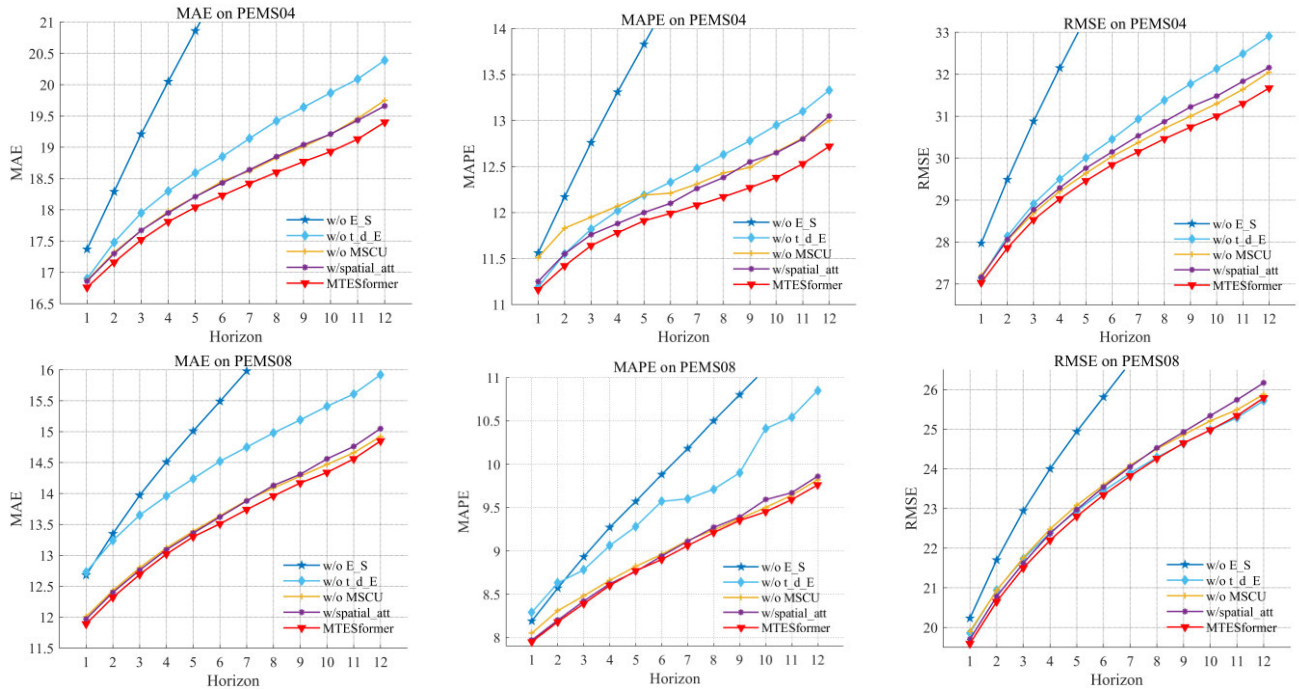 MAE on PEMS04
21
20.5
20
19.5
19
18.5
18
17.5
17
16.5
MAE
1 2 3 4 5 6 7 8 9 10 11 12
Horizon
w/o E_S
w/o t_d_E
w/o MSCU
w/spatial_att
MTESformer
MAPE on PEMS04
14
13.5
13
12.5
12
11.5
11
MAPE
1 2 3 4 5 6 7 8 9 10 11 12
Horizon
w/o E_S
w/o t_d_E
w/o MSCU
w/spatial_att
MTESformer
RMSE on PEMS04
33
32
31
30
29
28
27
RMSE
1 2 3 4 5 6 7 8 9 10 11 12
Horizon
w/o E_S
w/o t_d_E
w/o MSCU
w/spatial_att
MTESformer
MAE on PEMS08
16
15.5
15
14.5
14
13.5
13
12.5
12
11.5
MAE
1 2 3 4 5 6 7 8 9 10 11 12
Horizon
w/o E_S
w/o t_d_E
w/o MSCU
w/spatial_att
MTESformer
MAPE on PEMS08
11
10.5
10
9.5
9
8.5
8
MAPE
1 2 3 4 5 6 7 8 9 10 11 12
Horizon
w/o E_S
w/o t_d_E
w/o MSCU
w/spatial_att
MTESformer
RMSE on PEMS08
26
25
24
23
22
21
20
RMSE
1 2 3 4 5 6 7 8 9 10 11 12
Horizon
w/o E_S
w/o t_d_E
w/o MSCU
w/spatial_att
MTESformer